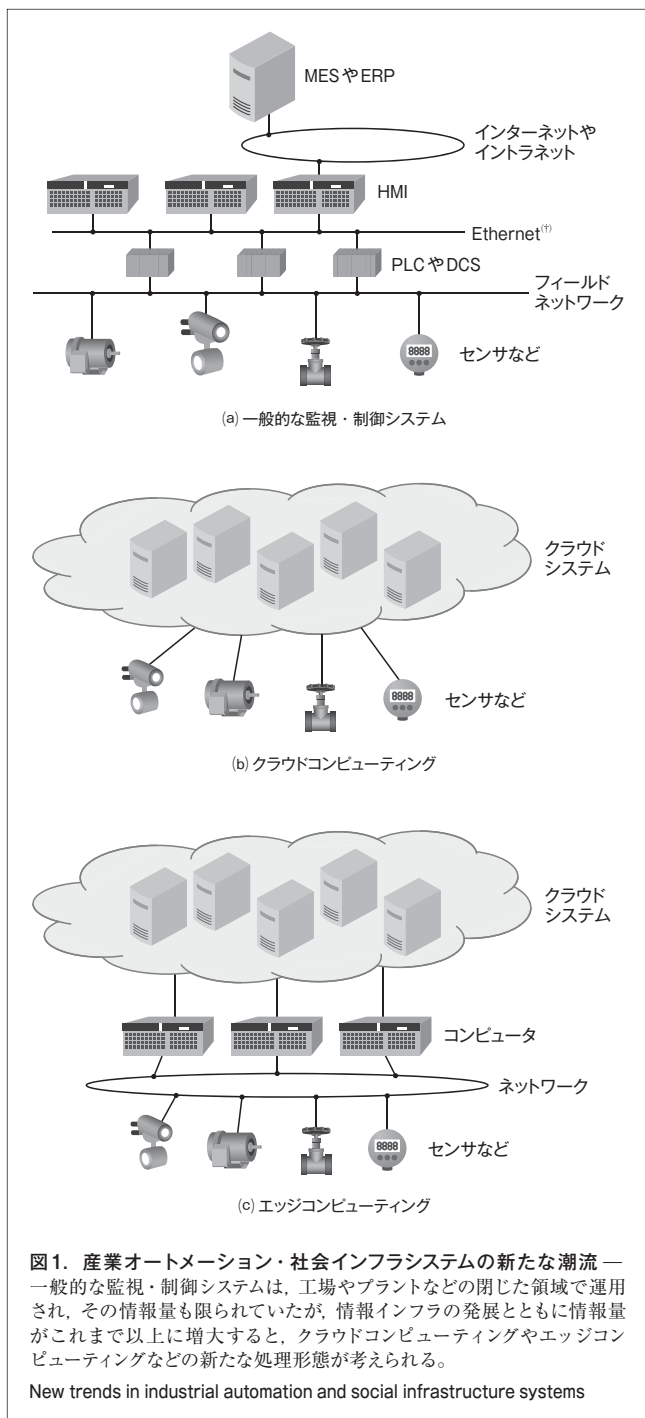 MESやERP
インターネットや
イントラネット
HMI
Ethernet(†)
PLCやDCS
フィールド
ネットワーク
8888
センサなど
(a) 一般的な監視・制御システム
クラウド
システム
8888
センサなど
(b) クラウドコンピューティング
クラウド
システム
コンピュータ
ネットワーク
8888
センサなど
(c) エッジコンピューティング
図1. 産業オートメーション・社会インフラシステムの新たな潮流 ―
一般的な監視・制御システムは，工場やプラントなどの閉じた領域で運用
され，その情報量も限られていたが，情報インフラの発展とともに情報量
がこれまで以上に増大すると，クラウドコンピューティングやエッジコン
ピューティングなどの新たな処理形態が考えられる。
New trends in industrial automation and social infrastructure systems